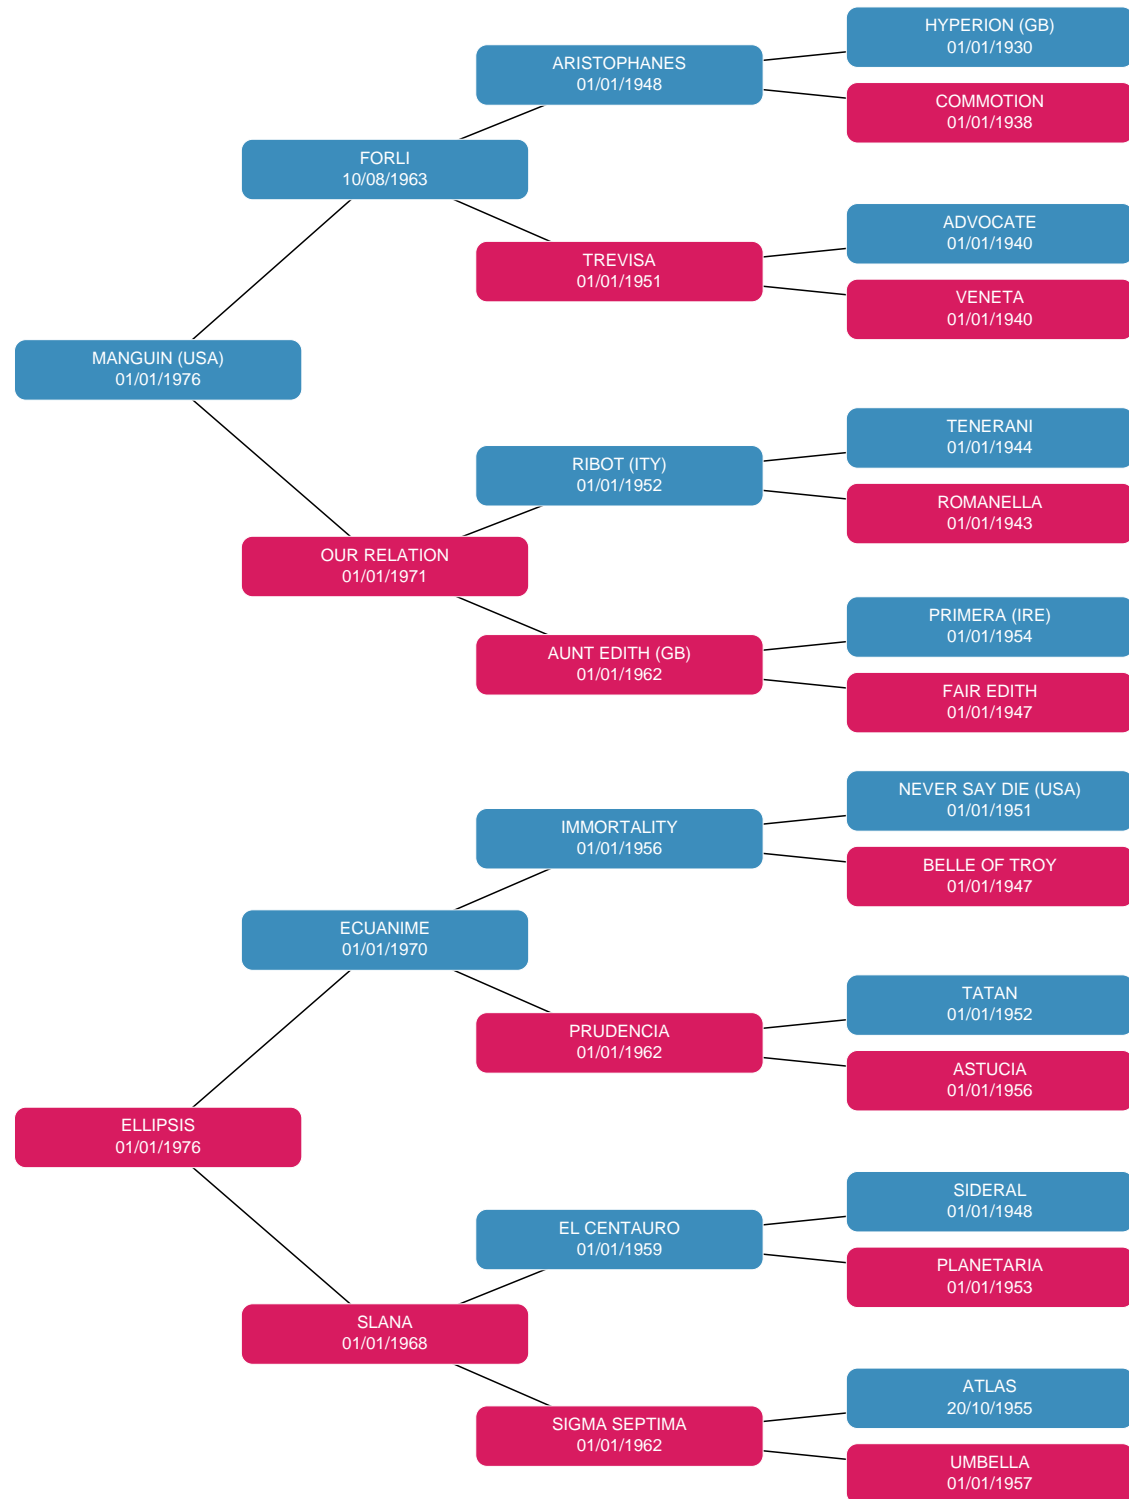 HYPERION (GB)
01/01/1930
ARISTOPHANES
01/01/1948
COMMOTION
01/01/1938
FORLI
10/08/1963
ADVOCATE
01/01/1940
TREVISA
01/01/1951
VENETA
01/01/1940
MANGUIN (USA)
01/01/1976
TENERANI
01/01/1944
RIBOT (ITY)
01/01/1952
ROMANELLA
01/01/1943
OUR RELATION
01/01/1971
PRIMERA (IRE)
01/01/1954
AUNT EDITH (GB)
01/01/1962
FAIR EDITH
01/01/1947
NEVER SAY DIE (USA)
01/01/1951
IMMORTALITY
01/01/1956
BELLE OF TROY
01/01/1947
ECUANIME
01/01/1970
TATAN
01/01/1952
PRUDENCIA
01/01/1962
ASTUCIA
01/01/1956
ELLIPSIS
01/01/1976
SIDERAL
01/01/1948
EL CENTAURO
01/01/1959
PLANETARIA
01/01/1953
SLANA
01/01/1968
ATLAS
20/10/1955
SIGMA SEPTIMA
01/01/1962
UMBELLA
01/01/1957